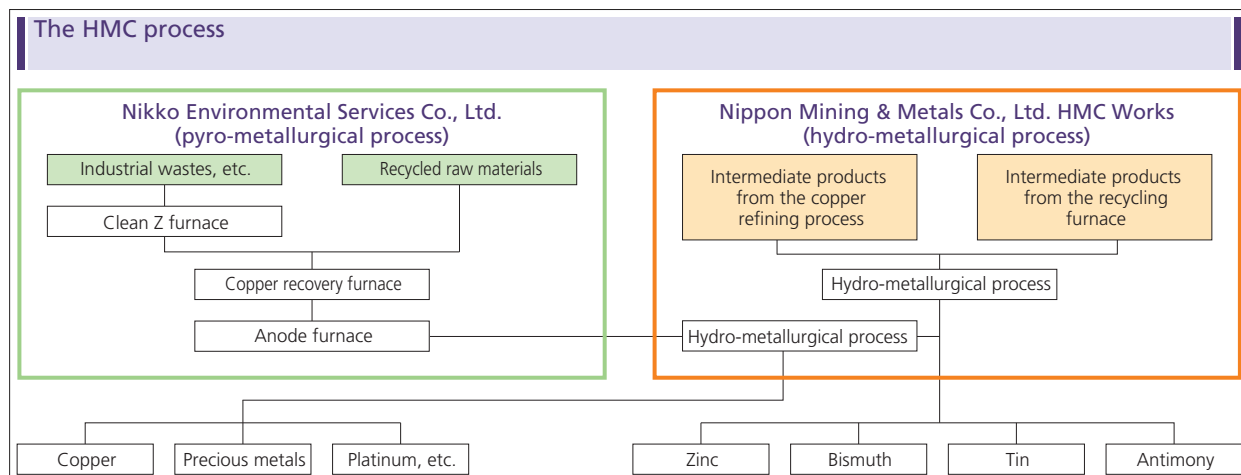 The HMC process
Nikko Environmental Services Co., Ltd.
(pyro-metallurgical process)
Industrial wastes, etc.
Recycled raw materials
Clean Z furnace
Copper recovery furnace
Anode furnace
Nippon Mining & Metals Co., Ltd. HMC Works
(hydro-metallurgical process)
Intermediate products
from the copper
refining process
Intermediate products
from the recycling
furnace
Hydro-metallurgical process
Hydro-metallurgical process
Copper
Precious metals
Platinum, etc.
Zinc
Bismuth
Tin
Antimony